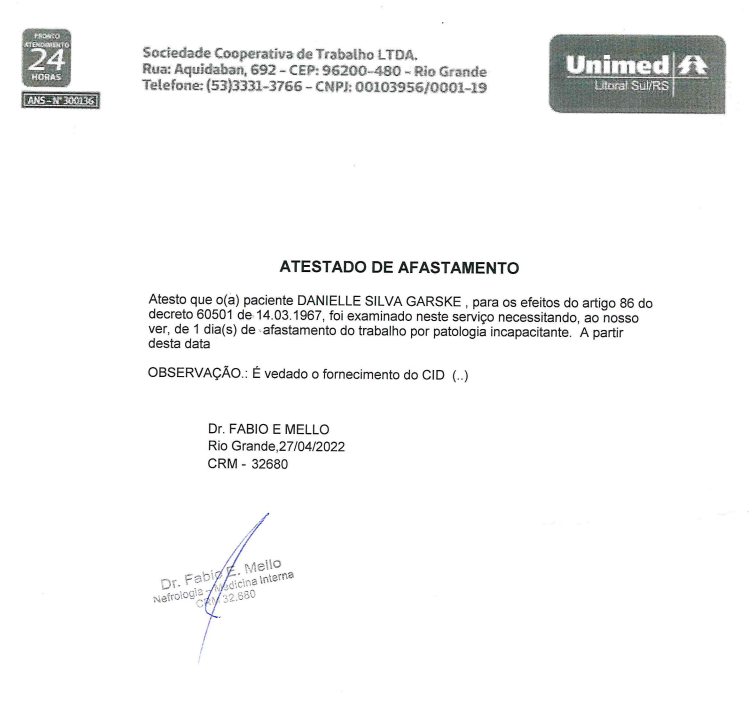 PRONTO
ATENDIMENTO
24
HORAS
ANS - N° 300136
Sociedade Cooperativa de Trabalho LTDA.
Rua: Aquidaban, 692 - CEP: 96200-480 - Rio Grande
Telefone: (53)3331-3766 - CNPJ: 00103956/0001-19
Unimed
Litoral Sul/RS
ATESTADO DE AFASTAMENTO
Atesto que o(a) paciente DANIELLE SILVA GARSKE , para os efeitos do artigo 86 do
decreto 60501 de 14.03.1967, foi examinado neste serviço necessitando, ao nosso
ver, de 1 dia(s) de afastamento do trabalho por patologia incapacitante. A partir
desta data
OBSERVAÇÃO.: É vedado o fornecimento do CID (..)
Dr. FABIO E MELLO
Rio Grande,27/04/2022
CRM - 32680
Dr. Fabio E. Mello
Nefrologia - Medicina Interna
CRM 32.680